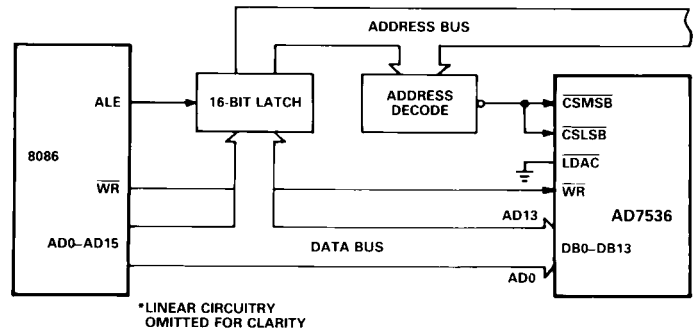 ADDRESS BUS
ALE
16-BIT LATCH
ADDRESS
DECODE
CSMSB
CSLSB
8086
LDAC
WR
WR
AD13
AD7536
AD0–AD15
DATA BUS
DB0–DB13
AD0
*LINEAR CIRCUITRY
OMITTED FOR CLARITY